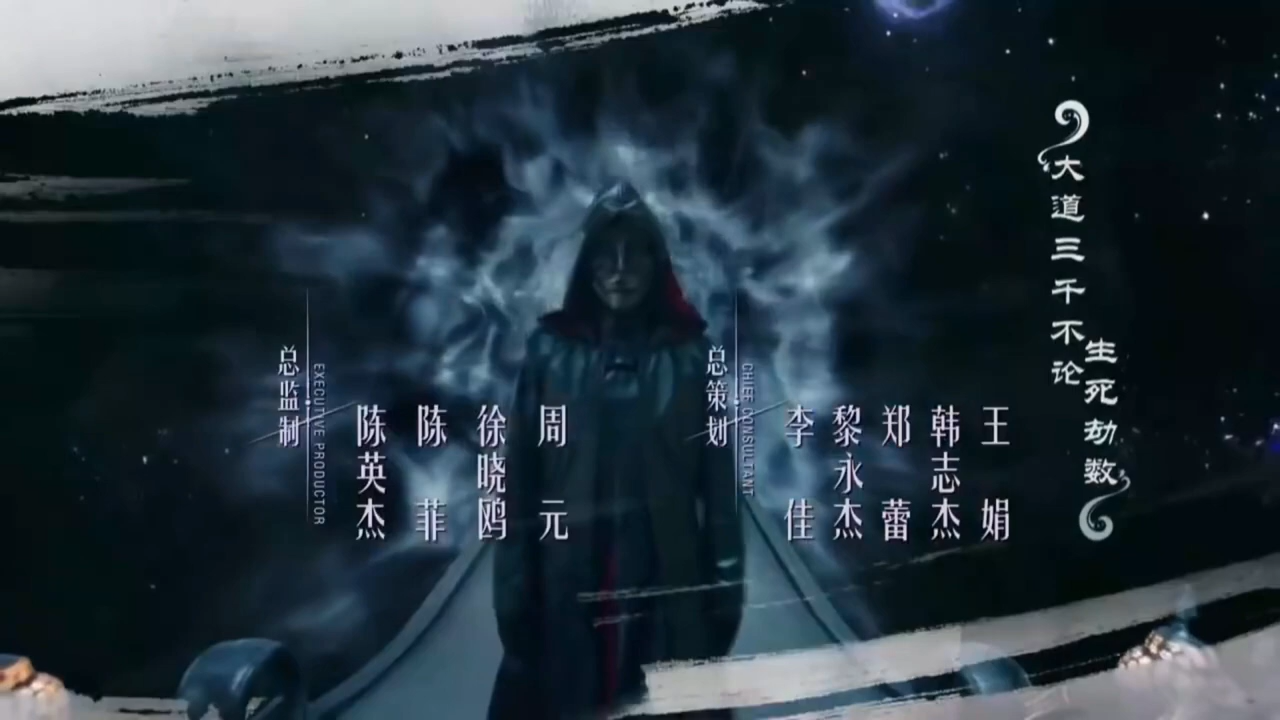 大道三千不论
生死劫数
总策划
CHIEF CONSULTANT
王娟
韩志杰
郑蕾
黎永杰
李佳
总监制
EXECUTIVE PRODUCTOR
周元
徐晓鸥
陈菲
陈英杰